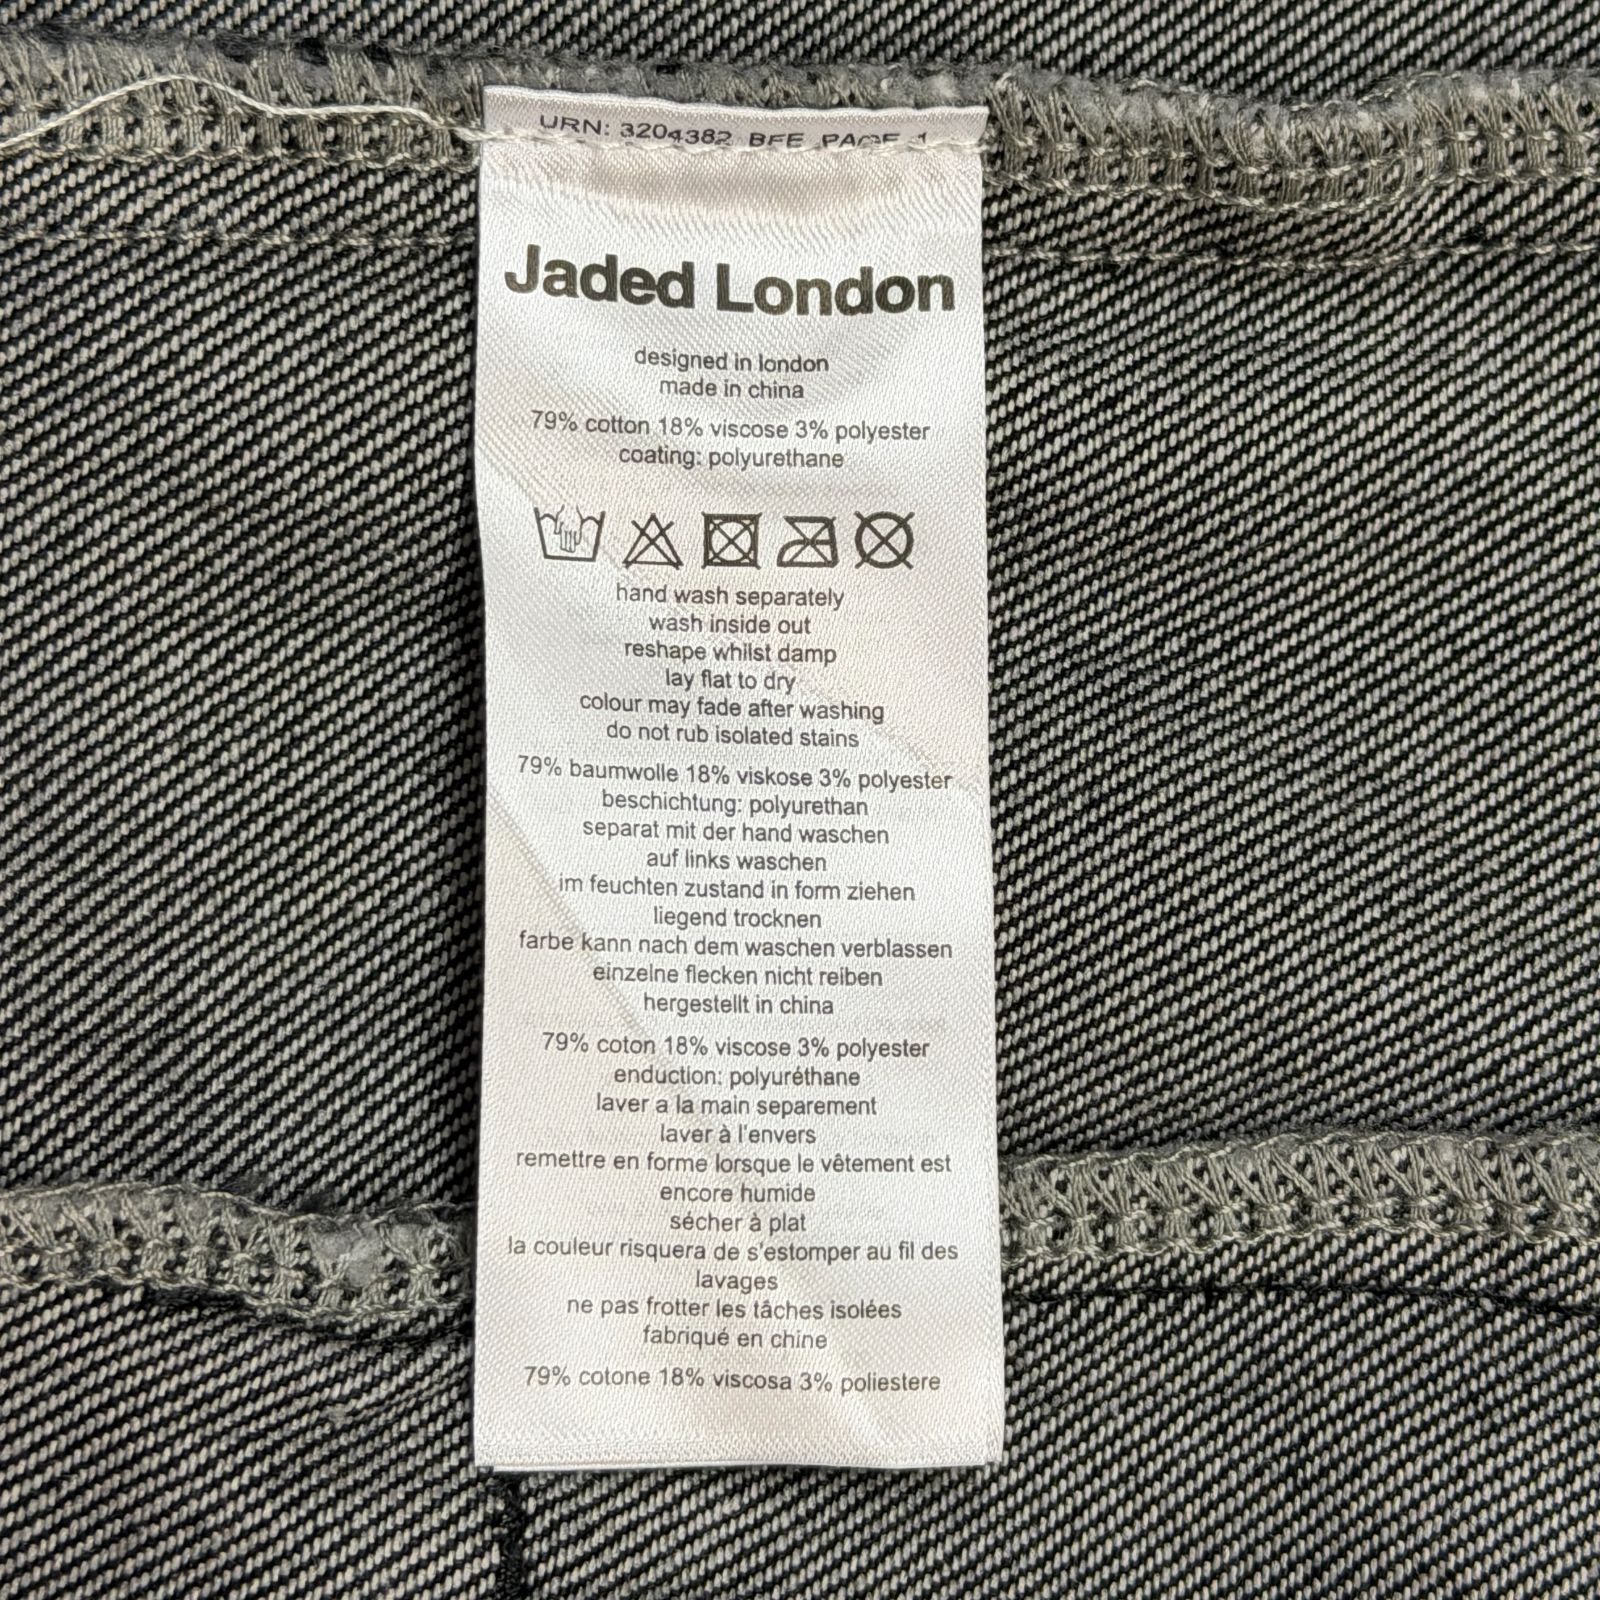 URN: 3204382 BFE PAGE 1
Jaded London
designed in london
made in china
79% cotton 18% viscose 3% polyester
coating: polyurethane
hand wash separately
wash inside out
reshape whilst damp
lay flat to dry
colour may fade after washing
do not rub isolated stains
79% baumwolle 18% viskose 3% polyester
beschichtung: polyurethan
separat mit der hand waschen
auf links waschen
im feuchten zustand in form ziehen
liegend trocknen
farbe kann nach dem waschen verblassen
einzelne flecken nicht reiben
hergestellt in china
79% coton 18% viscose 3% polyester
enduction: polyuréthane
laver a la main separement
laver à l'envers
remettre en forme lorsque le vêtement est
encore humide
sécher à plat
la couleur risquera de s'estomper au fil des
lavages
ne pas frotter les tâches isolées
fabriqué en chine
79% cotone 18% viscosa 3% poliestere